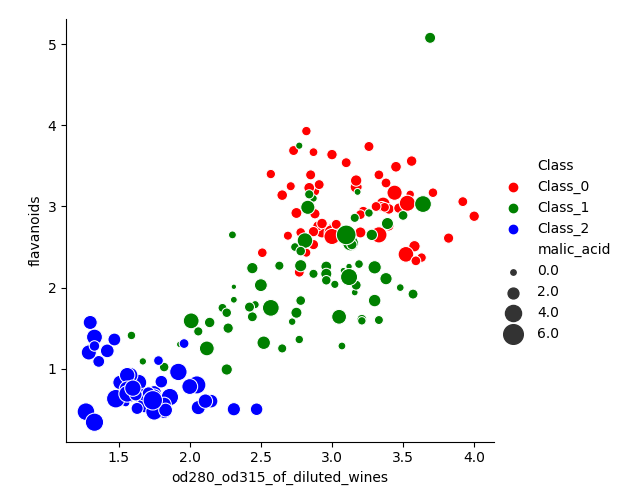 5
4
3
2
1
flavanoids
1.5 2.0 2.5 3.0 3.5 4.0
od280_od315_of_diluted_wines
Class
Class_0
Class_1
Class_2
malic_acid
0.0
2.0
4.0
6.0